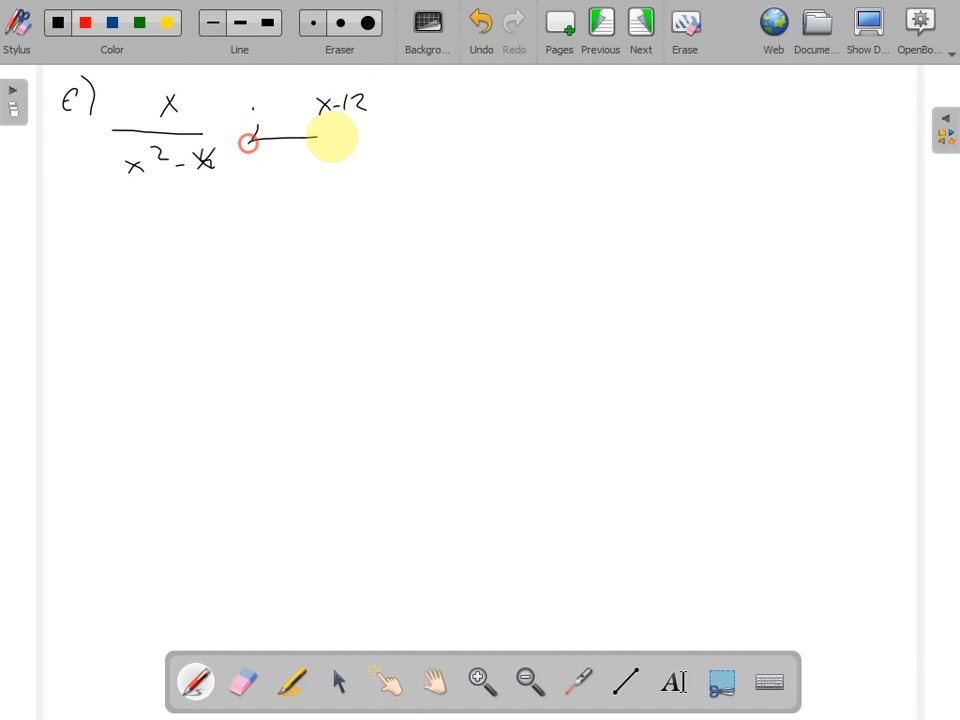 Stylus Color Line Eraser Backgro... Undo Redo Pages Previous Next Erase Web Docume... Show D... OpenBo...
e) x ; x-12
x² -